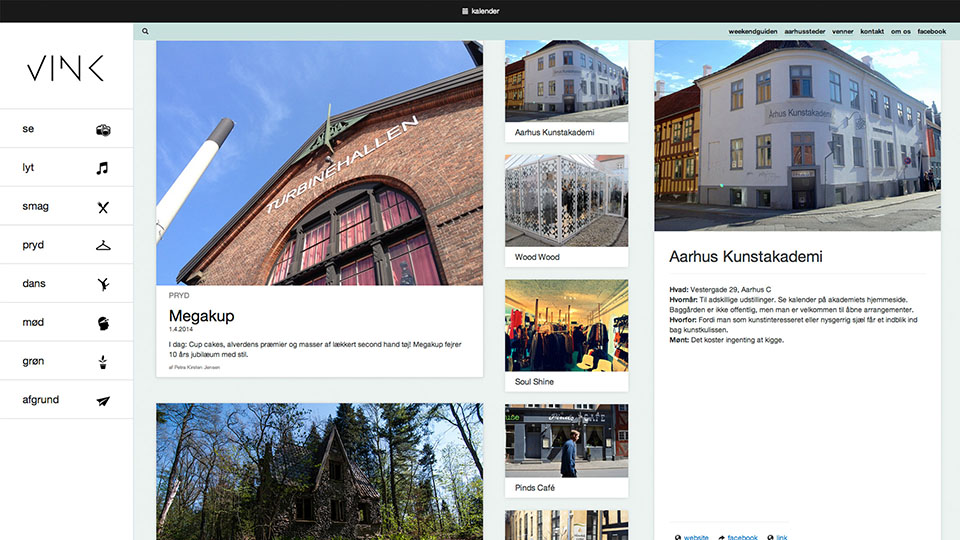 kalender
weekendguiden aarhussteder venner kontakt om os facebook
VINK
se
lyt
smag
pryd
dans
mød
grøn
afgrund
TURBINEHALLEN
PRYD
Megakup
1.4.2014
I dag: Cup cakes, alverdens præmier og masser af lækkert second hand tøj! Megakup fejrer
10 års jubilæum med stil.
af Petra Kirsten Jensen
Aarhus Kunstakademi
Wood Wood
Soul Shine
Pinds CAFÉ
Pinds Café
Århus Kunstakademi
Aarhus Kunstakademi
Hvad: Vestergade 29, Aarhus C
Hvornår: Til adskillige udstillinger. Se kalender på akademiets hjemmeside.
Baggården er ikke offentlig, men man er velkommen til åbne arrangementer.
Hvorfor: Fordi man som kunstinteresseret eller nysgerrig sjæl får et indblik ind
bag kunstkulissen.
Mønt: Det koster ingenting at kigge.
website facebook link